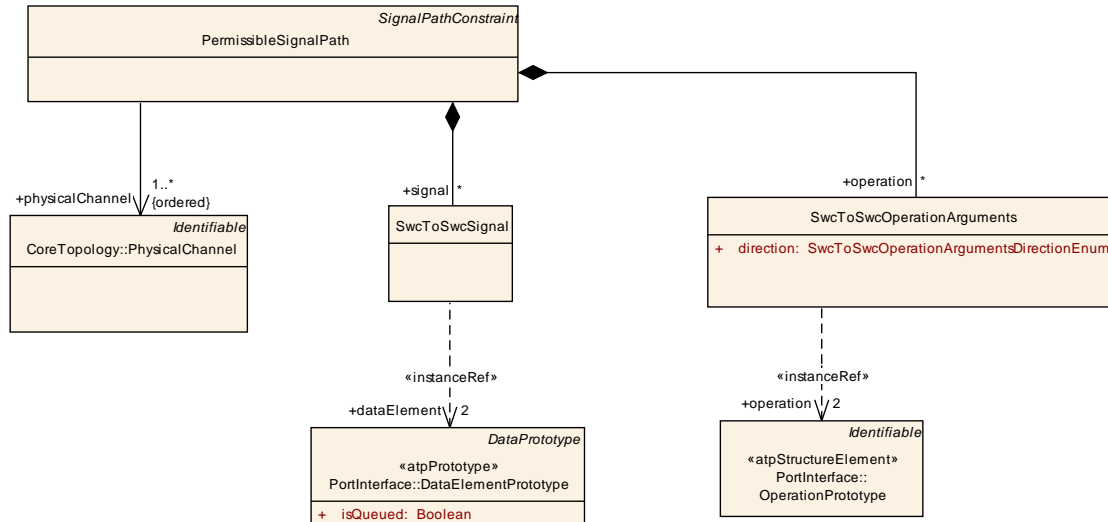 SignalPathConstraint
PermissibleSignalPath
+physicalChannel
1..*
{ordered}
+signal *
+operation *
Identifiable
CoreTopology::PhysicalChannel
SwcToSwcSignal
SwcToSwcOperationArguments
+ direction: SwcToSwcOperationArgumentsDirectionEnum
«instanceRef»
«instanceRef»
+dataElement 2
+operation 2
DataPrototype
«atpPrototype»
PortInterface::DataElementPrototype
+ isQueued: Boolean
Identifiable
«atpStructureElement»
PortInterface::
OperationPrototype